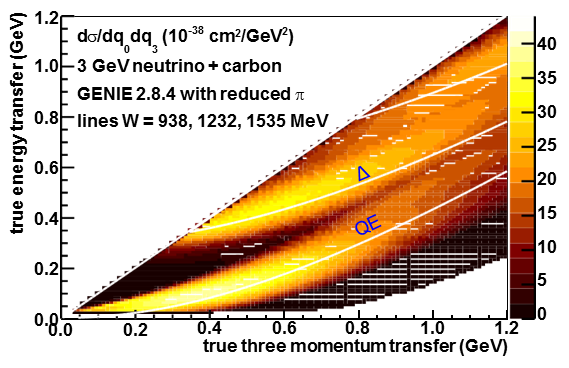 dσ/dq₀dq₃ (10⁻³⁸ cm²/GeV²)
3 GeV neutrino + carbon
GENIE 2.8.4 with reduced π
lines W = 938, 1232, 1535 MeV
Δ
QE
true energy transfer (GeV)
1.2
1.0
0.8
0.6
0.4
0.2
0.0
0.0 0.2 0.4 0.6 0.8 1.0 1.2
true three momentum transfer (GeV)
40
35
30
25
20
15
10
5
0